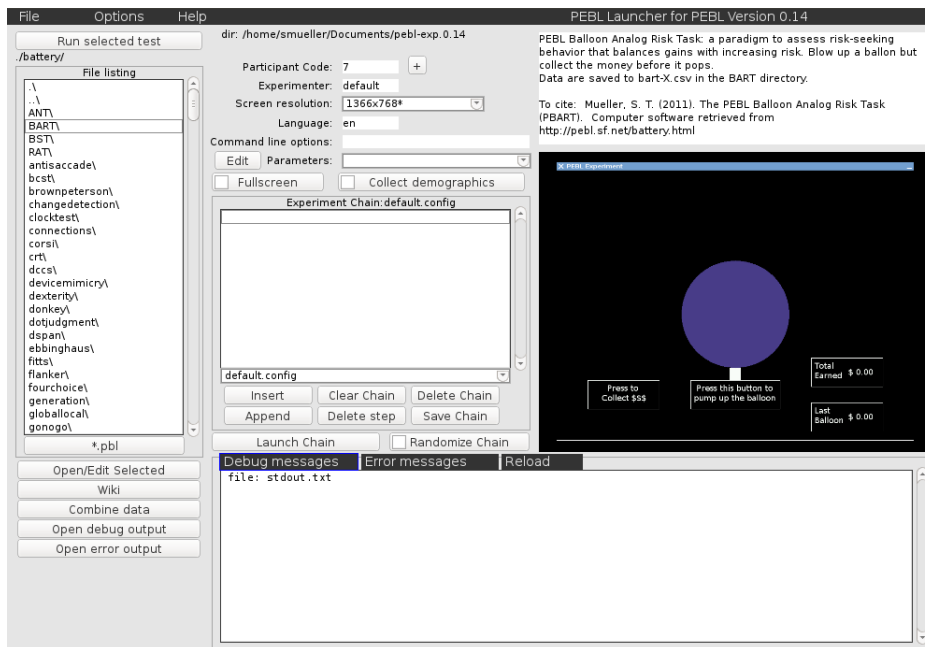 File Options Help PEBL Launcher for PEBL Version 0.14
Run selected test
./battery/
File listing
.\
..\
ANT\
BART\
BST\
RAT\
antisaccade\
bcst\
brownpeterson\
changedetection\
clocktest\
connections\
corsi\
crt\
dccs\
devicemimicry\
dexterity\
donkey\
dotjudgment\
dspan\
ebbinghaus\
fitts\
flanker\
fourchoice\
generation\
globallocal\
gonogo\
*.pbl
Open/Edit Selected
Wiki
Combine data
Open debug output
Open error output
dir: /home/smueller/Documents/pebl-exp.0.14
Participant Code: 7 +
Experimenter: default
Screen resolution: 1366x768*
Language: en
Command line options:
Edit Parameters:
Fullscreen Collect demographics
Experiment Chain:default.config
default.config
Insert Clear Chain Delete Chain
Append Delete step Save Chain
Launch Chain Randomize Chain
PEBL Balloon Analog Risk Task: a paradigm to assess risk-seeking
behavior that balances gains with increasing risk. Blow up a ballon but
collect the money before it pops.
Data are saved to bart-X.csv in the BART directory.
To cite: Mueller, S. T. (2011). The PEBL Balloon Analog Risk Task
(PBART). Computer software retrieved from
http://pebl.sf.net/battery.html
PEBL Experiment
Press to
Collect $$$
Press this button to
pump up the balloon
Total
Earned $ 0.00
Last
Balloon $ 0.00
Debug messages Error messages Reload
file: stdout.txt